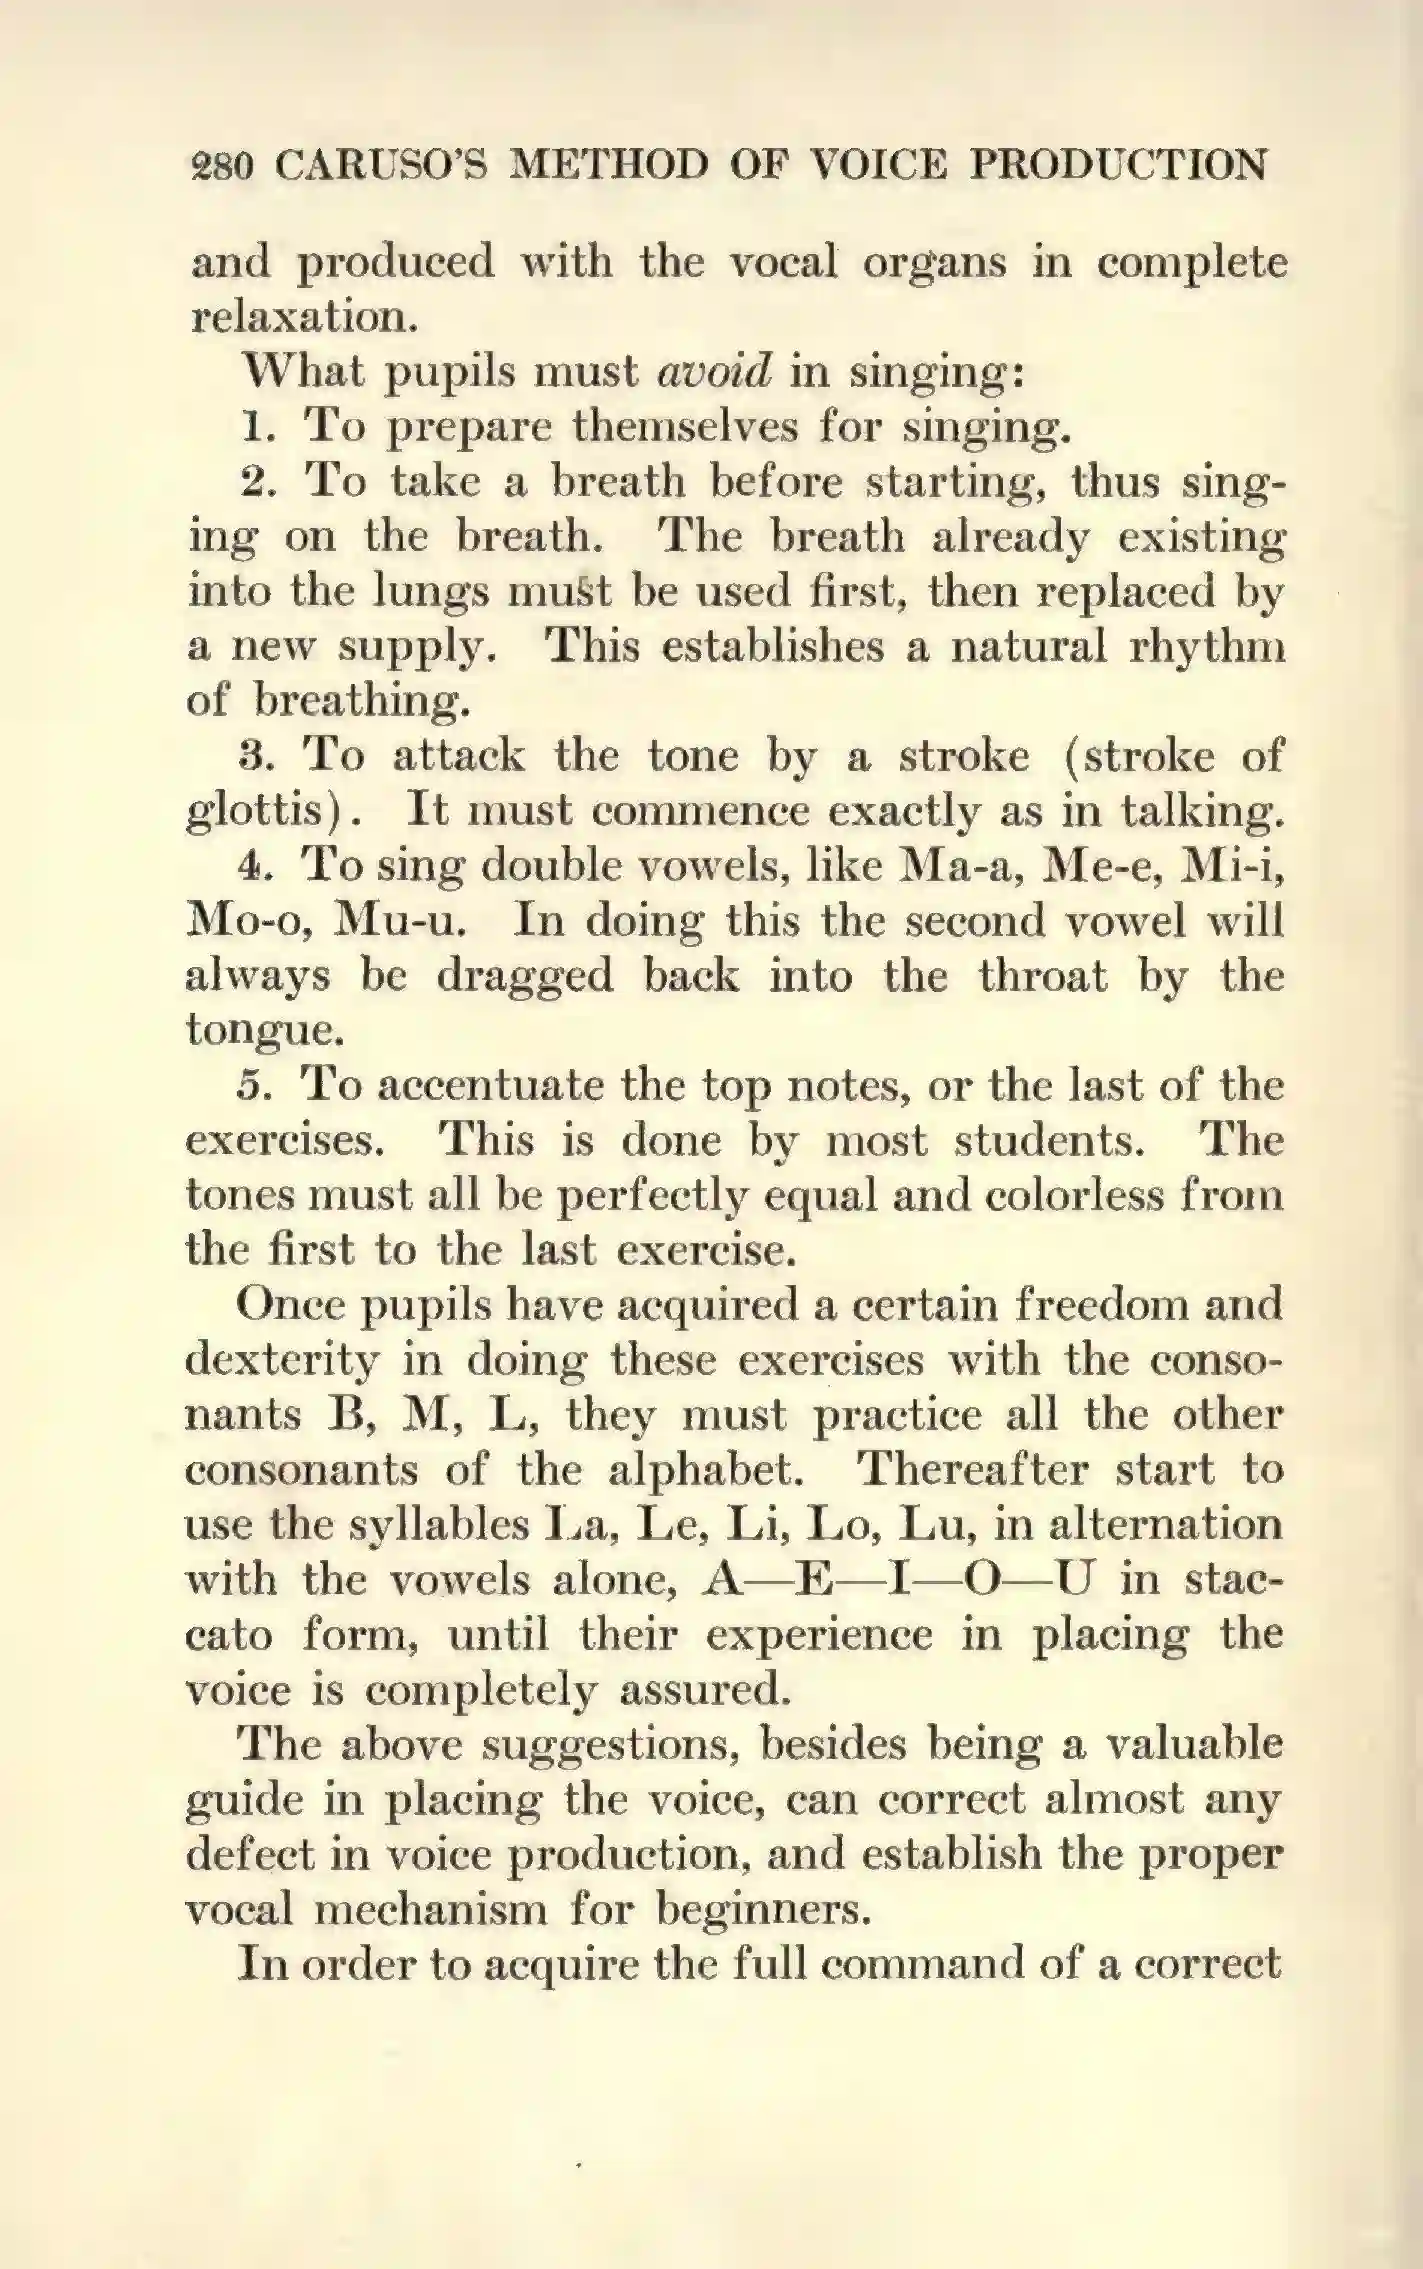 280 CARUSO'S METHOD OF VOICE PRODUCTION
and produced with the vocal organs in complete
relaxation.
What pupils must avoid in singing:
1. To prepare themselves for singing.
2. To take a breath before starting, thus sing-
ing on the breath. The breath already existing
into the lungs must be used first, then replaced by
a new supply. This establishes a natural rhythm
of breathing.
3. To attack the tone by a stroke (stroke of
glottis). It must commence exactly as in talking.
4. To sing double vowels, like Ma-a, Me-e, Mi-i,
Mo-o, Mu-u. In doing this the second vowel will
always be dragged back into the throat by the
tongue.
5. To accentuate the top notes, or the last of the
exercises. This is done by most students. The
tones must all be perfectly equal and colorless from
the first to the last exercise.
Once pupils have acquired a certain freedom and
dexterity in doing these exercises with the conso-
nants B, M, L, they must practice all the other
consonants of the alphabet. Thereafter start to
use the syllables La, Le, Li, Lo, Lu, in alternation
with the vowels alone, A—E—I—O—U in stac-
cato form, until their experience in placing the
voice is completely assured.
The above suggestions, besides being a valuable
guide in placing the voice, can correct almost any
defect in voice production, and establish the proper
vocal mechanism for beginners.
In order to acquire the full command of a correct